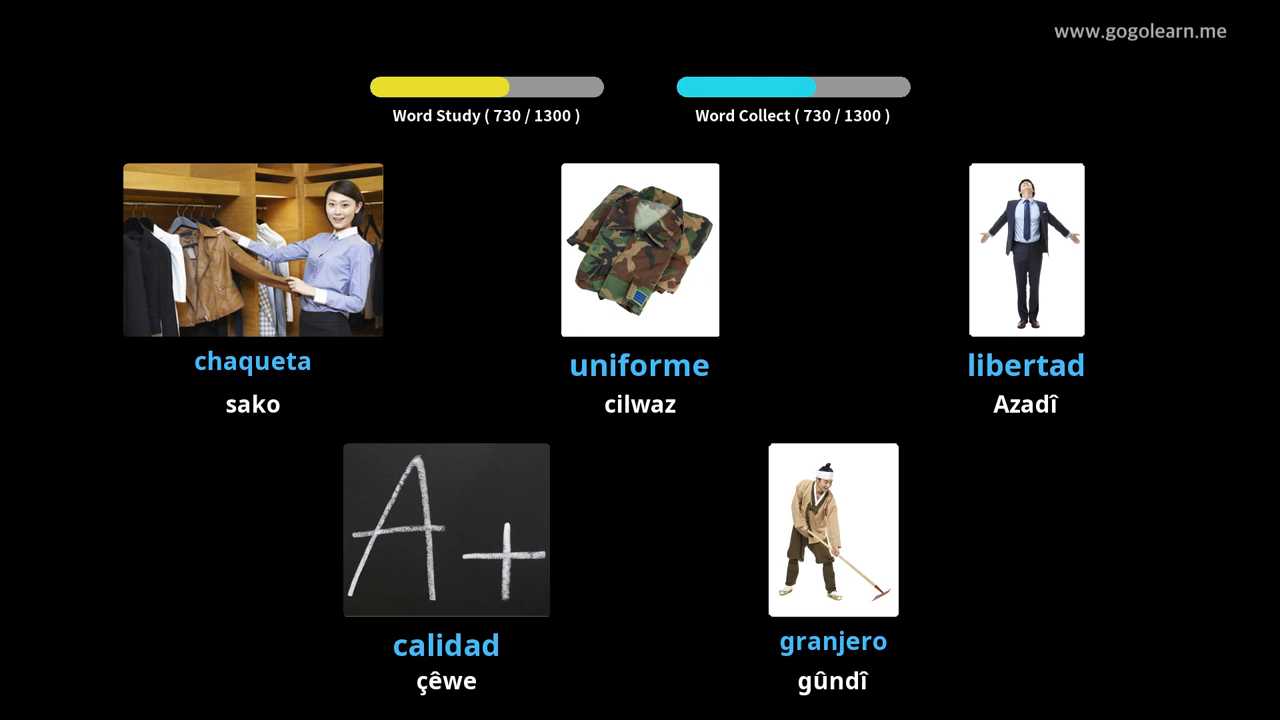 www.gogolearn.me
Word Study ( 730 / 1300 )
Word Collect ( 730 / 1300 )
chaqueta
sako
uniforme
cilwaz
libertad
Azadî
A+
calidad
çêwe
granjero
gûndî